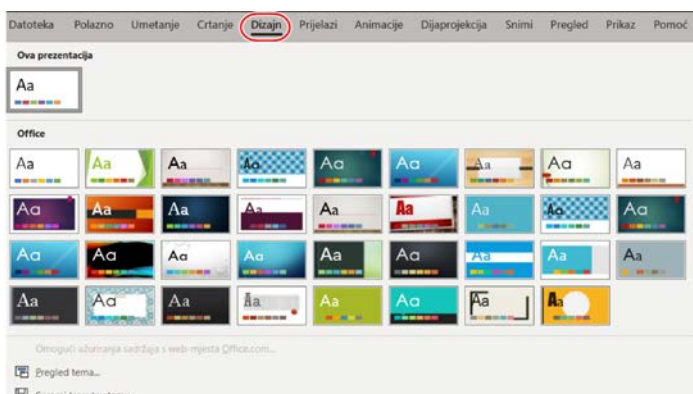 Datoteka Polazno Umetanje Crtanje Dizajn Prijelazi Animacije Dijaprojekcija Snimi Pregled Prikaz Pomoć
Ova prezentacija
Aa
Office
Aa Aa Aa Aa Aa Aa Aa Aa Aa
Aa Aa Aa Aa Aa Aa Aa Aa Aa
Aa Aa Aa Aa Aa Aa Aa Aa Aa
Aa Aa Aa Aa Aa Aa Aa Aa
Omogući ažuriranja sadržaja s web-mjesta Office.com...
Pregled tema...